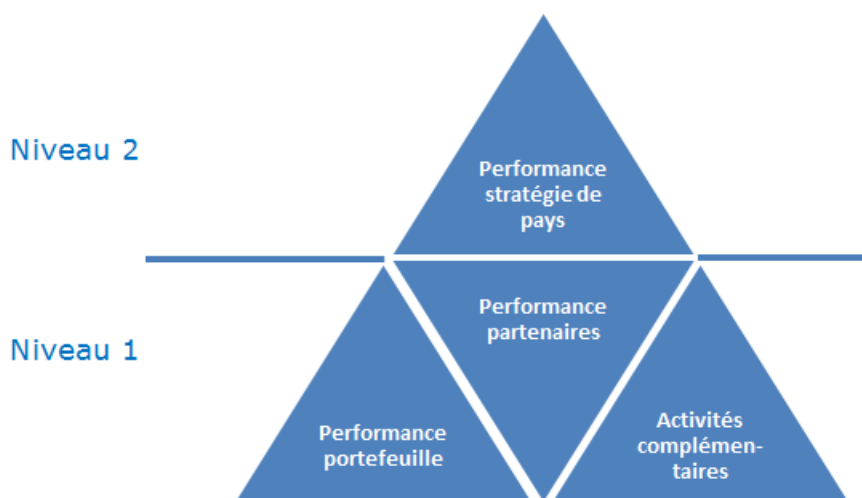 Niveau 2
Performance
stratégie de
pays
Performance
partenaires
Niveau 1
Performance
portefeuille
Activités
complémen-
taires